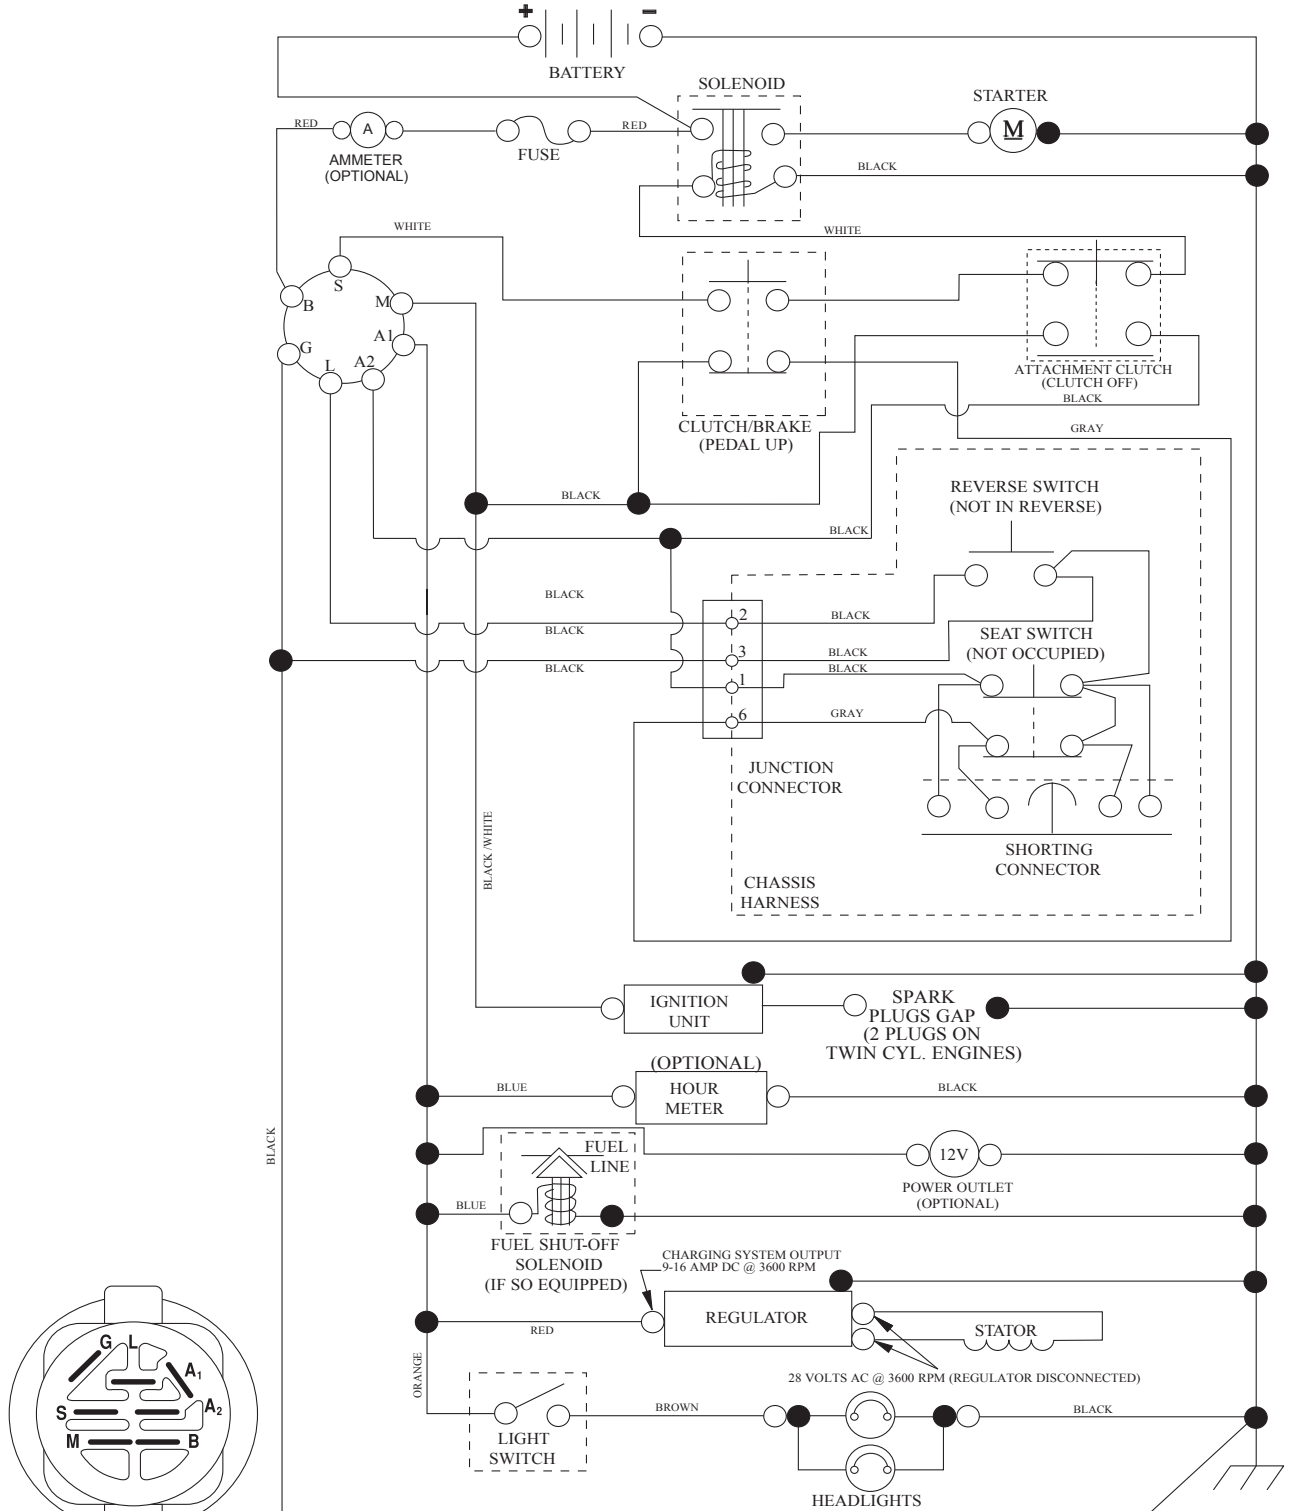 + −
BATTERY
SOLENOID
STARTER
RED
A
RED
M
FUSE
AMMETER
(OPTIONAL)
BLACK
WHITE
WHITE
S
B
M
A1
G
L
A2
ATTACHMENT CLUTCH
(CLUTCH OFF)
BLACK
CLUTCH/BRAKE
(PEDAL UP)
GRAY
REVERSE SWITCH
(NOT IN REVERSE)
BLACK
BLACK
BLACK
2
BLACK
BLACK
SEAT SWITCH
(NOT OCCUPIED)
3
BLACK
BLACK
BLACK
1
6
GRAY
JUNCTION
CONNECTOR
BLACK /WHITE
SHORTING
CONNECTOR
CHASSIS
HARNESS
IGNITION
UNIT
SPARK
PLUGS GAP
(2 PLUGS ON
TWIN CYL. ENGINES)
(OPTIONAL)
HOUR
METER
BLUE
BLACK
BLACK
FUEL
LINE
12V
POWER OUTLET
(OPTIONAL)
BLUE
FUEL SHUT-OFF
SOLENOID
(IF SO EQUIPPED)
CHARGING SYSTEM OUTPUT
9-16 AMP DC @ 3600 RPM
REGULATOR
STATOR
RED
28 VOLTS AC @ 3600 RPM (REGULATOR DISCONNECTED)
ORANGE
BROWN
BLACK
LIGHT
SWITCH
HEADLIGHTS
G L
A1
S
A2
M
B